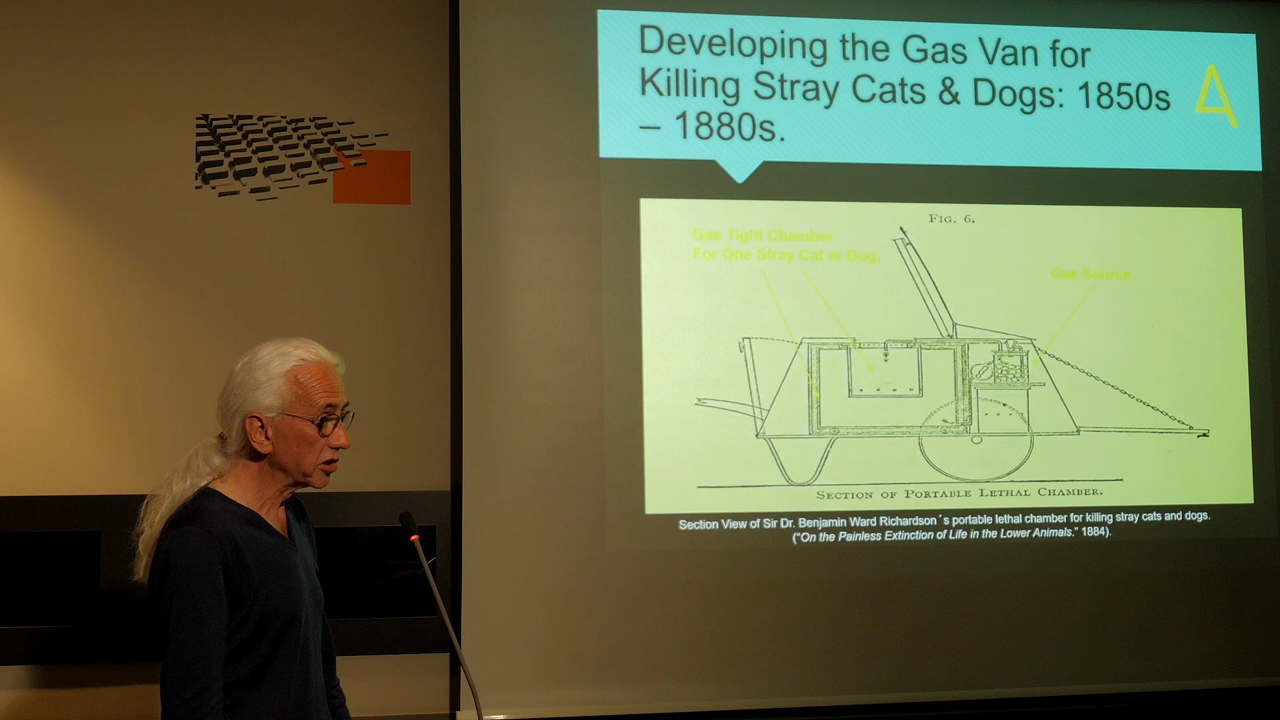 Developing the Gas Van for
Killing Stray Cats & Dogs: 1850s
– 1880s.
4
FIG. 6.
Gas Tight Chamber
For One Stray Cat or Dog.
Gas Source
SECTION OF PORTABLE LETHAL CHAMBER.
Section View of Sir Dr. Benjamin Ward Richardson´s portable lethal chamber for killing stray cats and dogs.
("On the Painless Extinction of Life in the Lower Animals." 1884).